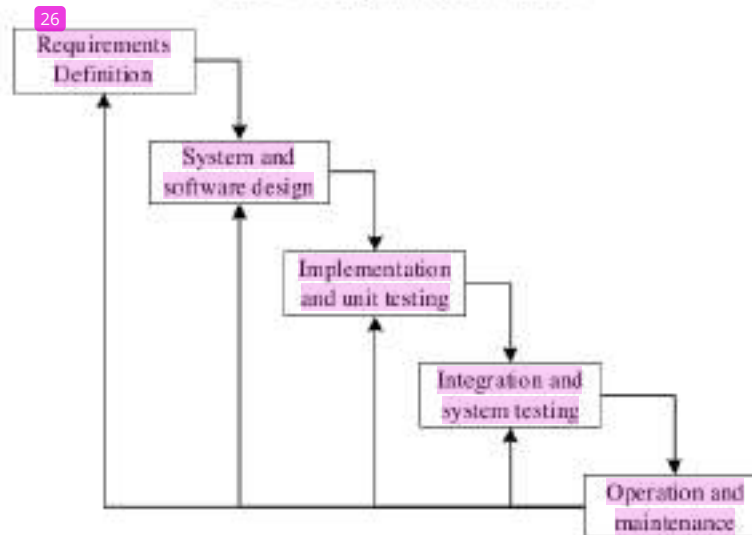 26
Requirements
Definition
System and
software design
Implementation
and unit testing
Integration and
system testing
Operation and
maintenance